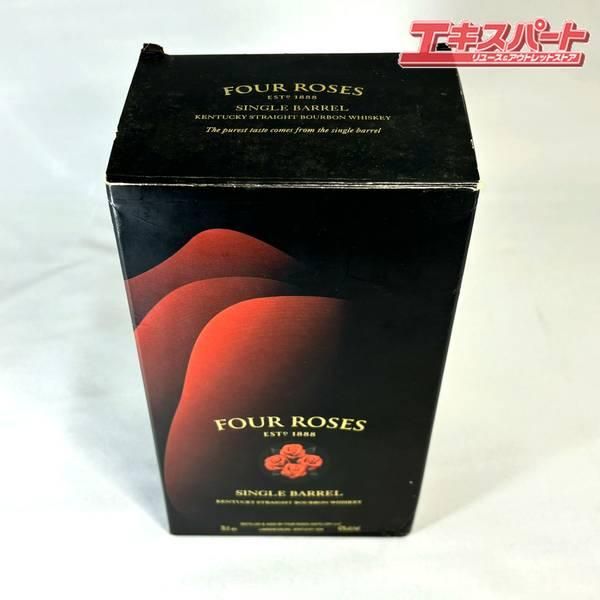 エキスパート
リユース&アウトレットストア
FOUR ROSES
ESTD 1888
SINGLE BARREL
KENTUCKY STRAIGHT BOURBON WHISKEY
The purest taste comes from the single barrel
FOUR ROSES
ESTD 1888
SINGLE BARREL
KENTUCKY STRAIGHT BOURBON WHISKEY